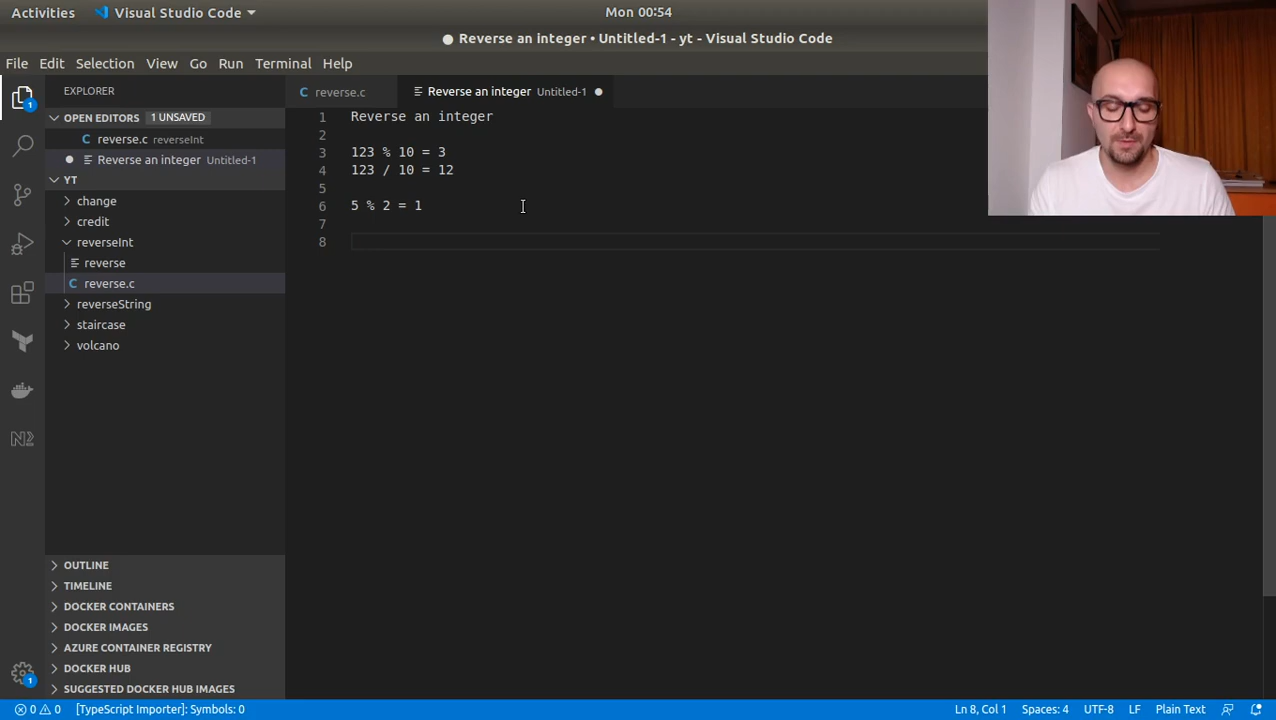 Activities Visual Studio Code Mon 00:54
● Reverse an integer • Untitled-1 - yt - Visual Studio Code
File Edit Selection View Go Run Terminal Help
EXPLORER
OPEN EDITORS 1 UNSAVED
reverse.c reverseInt
Reverse an integer Untitled-1
YT
change
credit
reverseInt
reverse
C reverse.c
reverseString
staircase
volcano
OUTLINE
TIMELINE
DOCKER CONTAINERS
DOCKER IMAGES
AZURE CONTAINER REGISTRY
DOCKER HUB
SUGGESTED DOCKER HUB IMAGES
1
N2
1
C reverse.c Reverse an integer Untitled-1
1 Reverse an integer
2
3 123 % 10 = 3
4 123 / 10 = 12
5
6 5 % 2 = 1
7
8
0 0 [TypeScript Importer]: Symbols: 0 Ln 8, Col 1 Spaces: 4 UTF-8 LF Plain Text